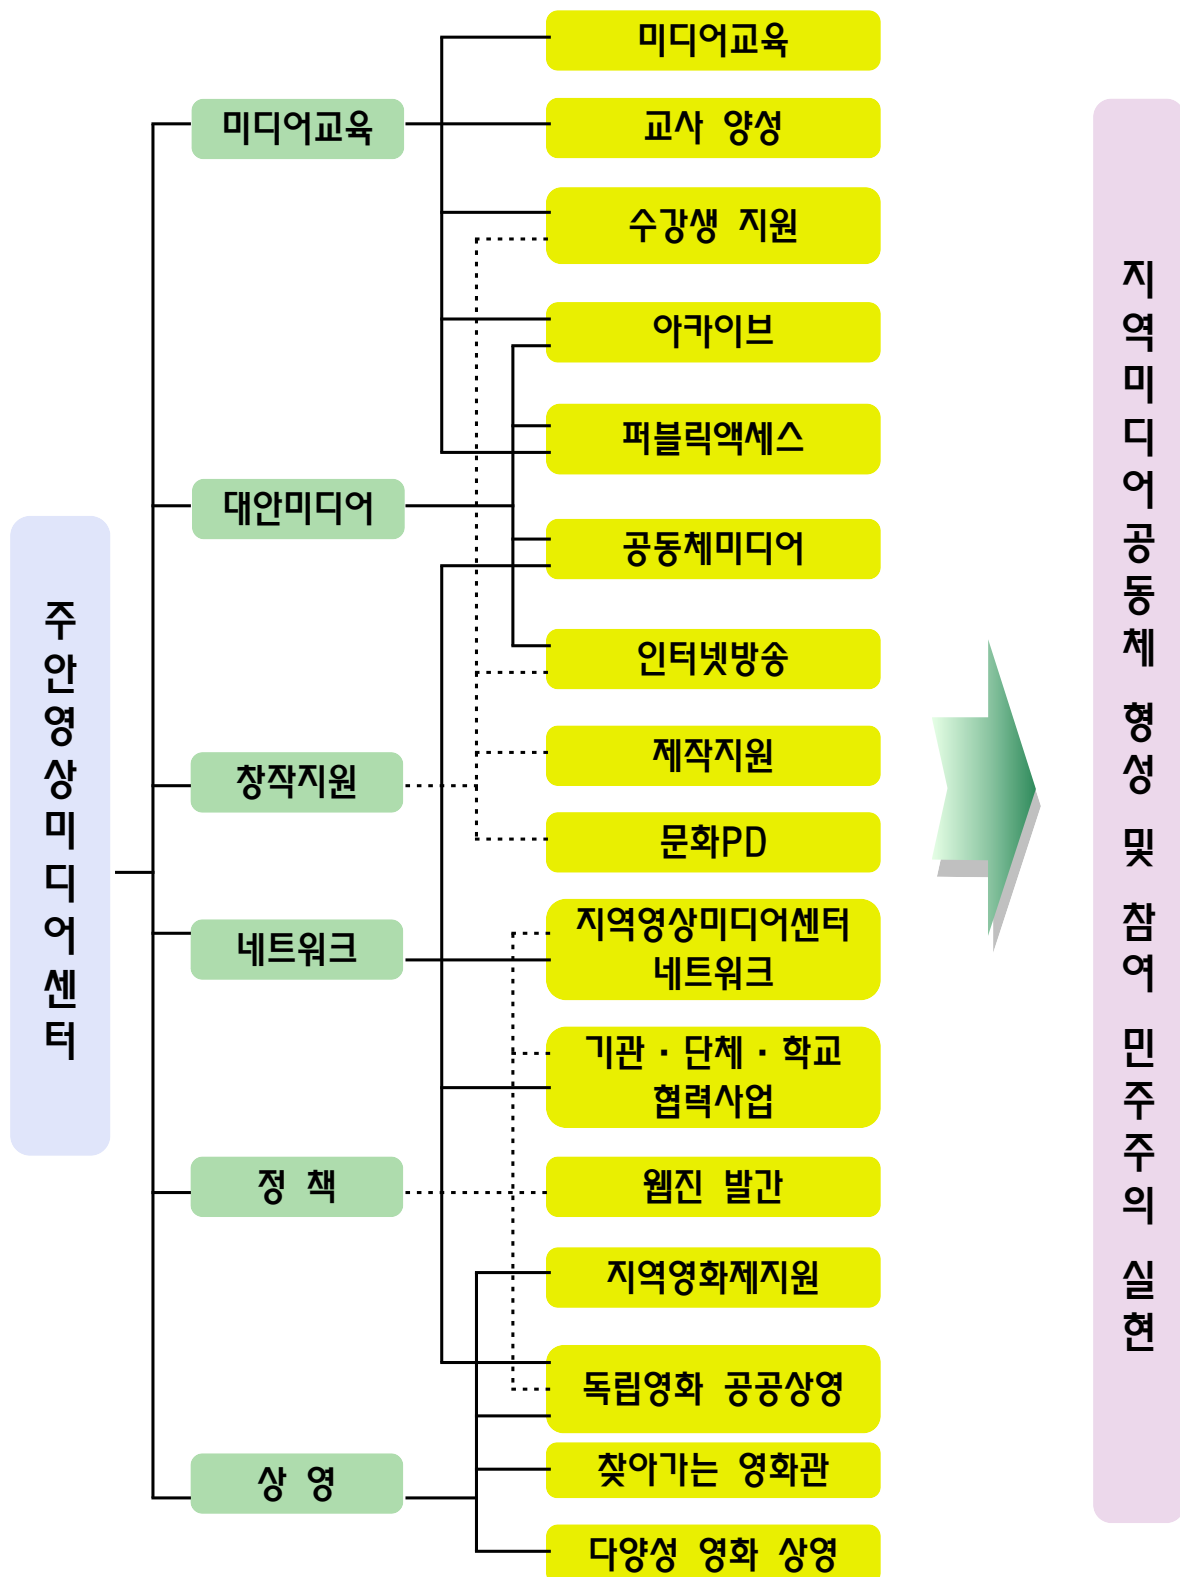 주안영상미디어센터
미디어교육
대안미디어
창작지원
네트워크
정 책
상 영
미디어교육
교사 양성
수강생 지원
아카이브
퍼블릭액세스
공동체미디어
인터넷방송
제작지원
문화PD
지역영상미디어센터
네트워크
기관·단체·학교
협력사업
웹진 발간
지역영화제지원
독립영화 공공상영
찾아가는 영화관
다양성 영화 상영
지역미디어공동체 형성 및 참여 민주주의 실현